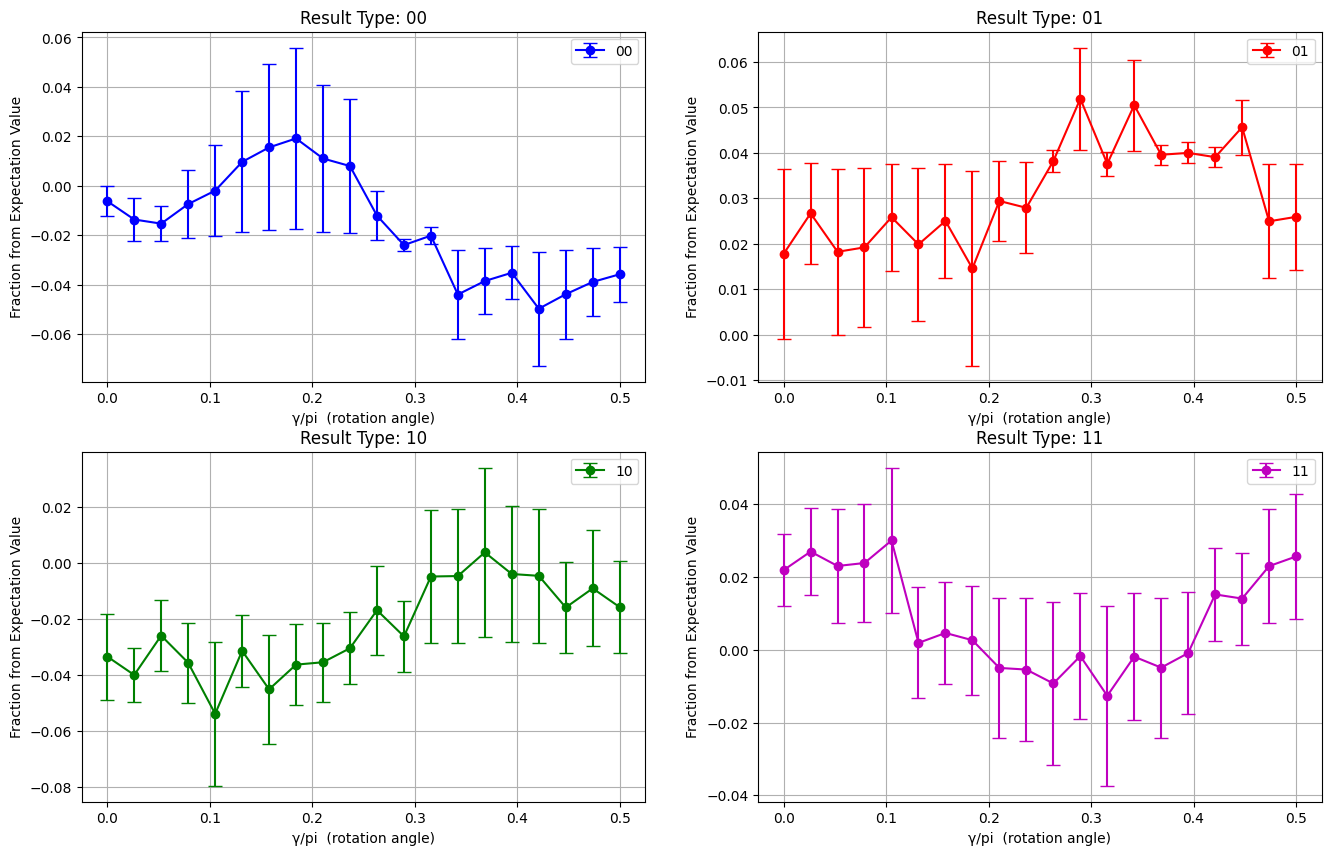 Result Type: 00
0.06
0.04
0.02
0.00
−0.02
−0.04
−0.06
Fraction from Expectation Value
00
0.0 0.1 0.2 0.3 0.4 0.5
γ/pi  (rotation angle)
Result Type: 01
0.06
0.05
0.04
0.03
0.02
0.01
0.00
−0.01
Fraction from Expectation Value
01
0.0 0.1 0.2 0.3 0.4 0.5
γ/pi  (rotation angle)
Result Type: 10
0.02
0.00
−0.02
−0.04
−0.06
−0.08
Fraction from Expectation Value
10
0.0 0.1 0.2 0.3 0.4 0.5
γ/pi  (rotation angle)
Result Type: 11
0.04
0.02
0.00
−0.02
−0.04
Fraction from Expectation Value
11
0.0 0.1 0.2 0.3 0.4 0.5
γ/pi  (rotation angle)